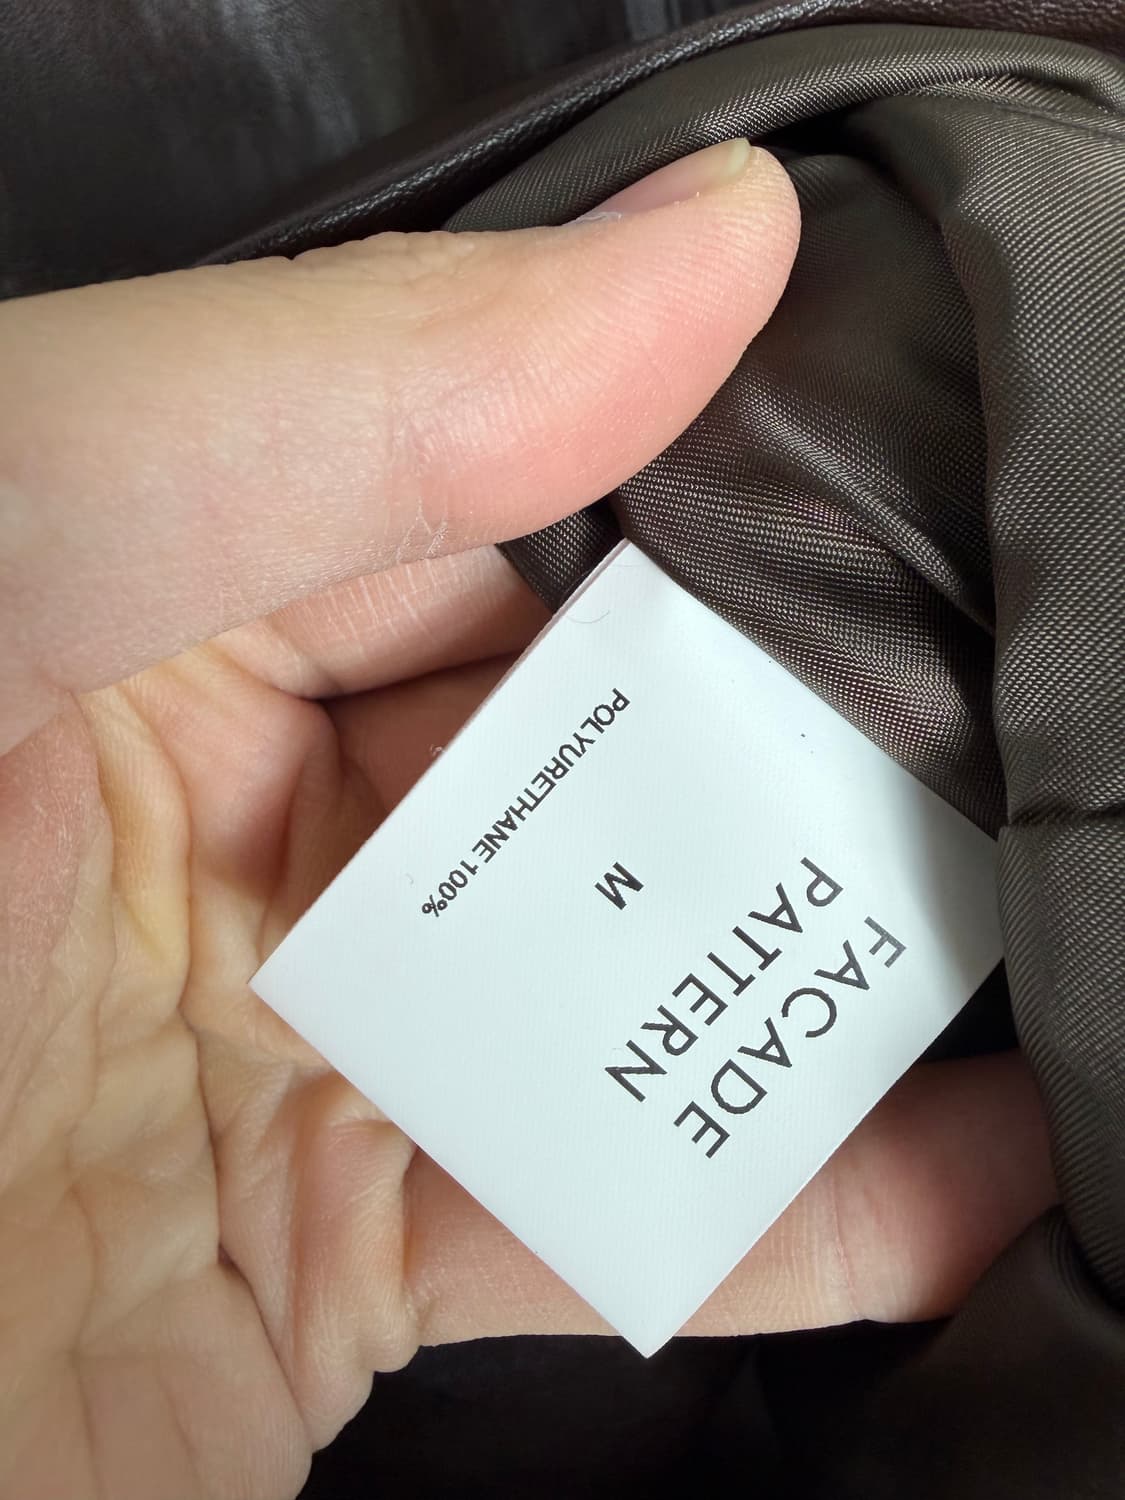 FACADE
PATTERN
M
POLYURETHANE 100%